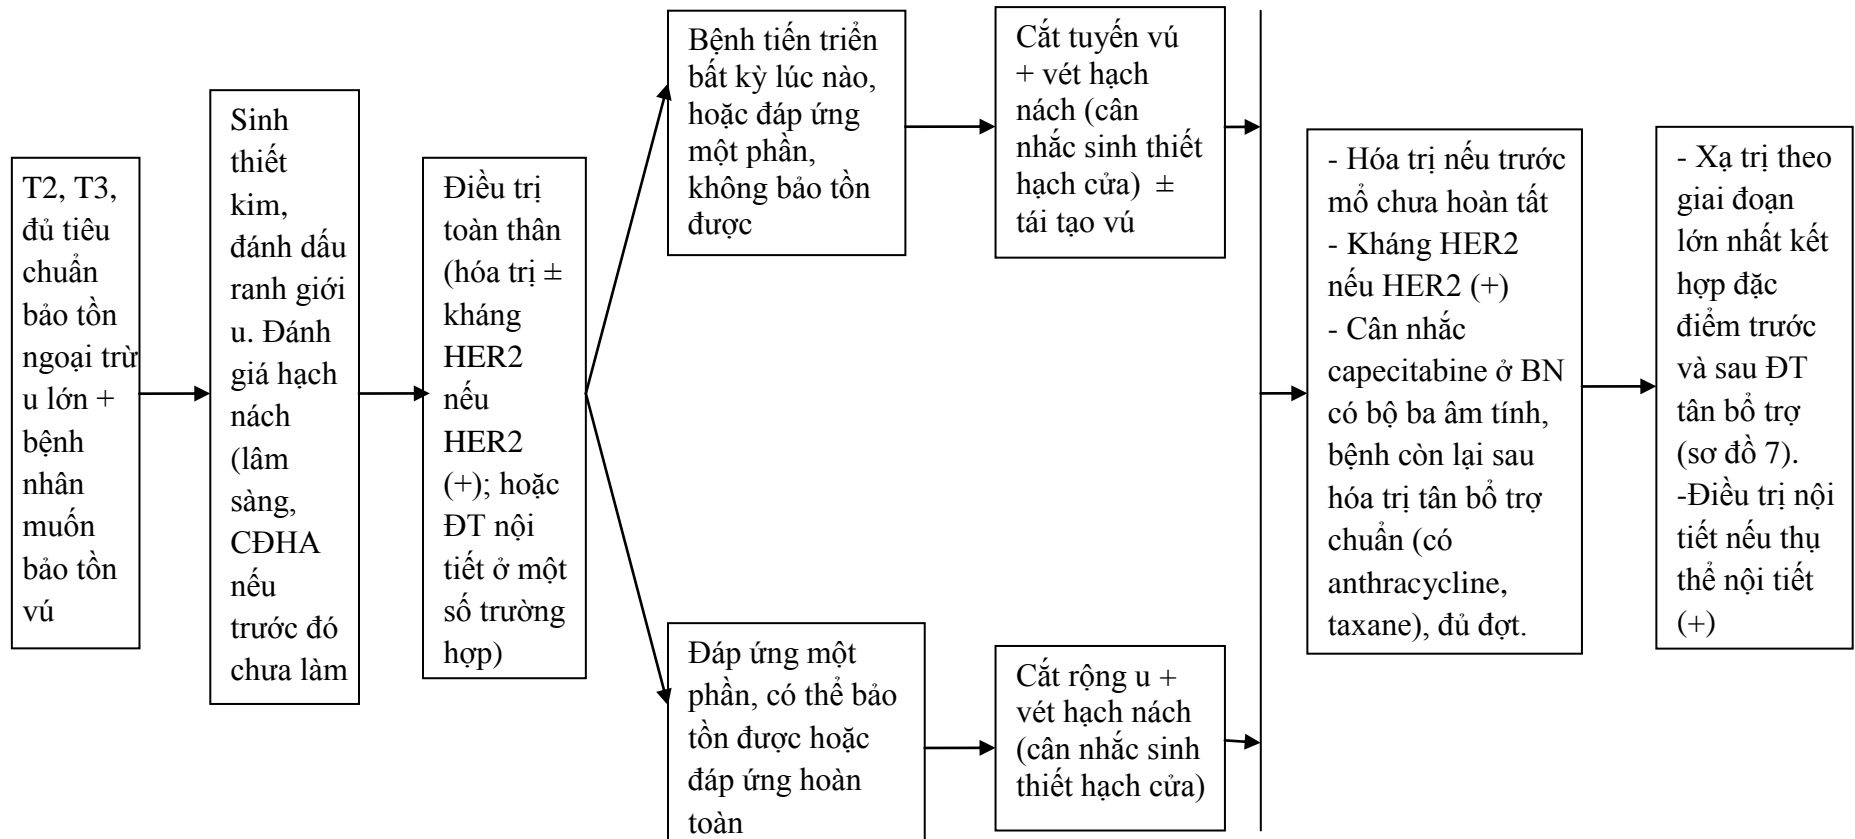 T2, T3,
đủ tiêu
chuẩn
bảo tồn
ngoại trừ
u lớn +
bệnh
nhân
muốn
bảo tồn
vú
Sinh
thiết
kim,
đánh dấu
ranh giới
u. Đánh
giá hạch
nách
(lâm
sàng,
CĐHA
nếu
trước đó
chưa làm
Điều trị
toàn thân
(hóa trị ±
kháng
HER2
nếu
HER2
(+); hoặc
ĐT nội
tiết ở một
số trường
hợp)
Bệnh tiến triển
bất kỳ lúc nào,
hoặc đáp ứng
một phần,
không bảo tồn
được
Cắt tuyến vú
+ vét hạch
nách (cân
nhắc sinh thiết
hạch cửa) ±
tái tạo vú
Đáp ứng một
phần, có thể bảo
tồn được hoặc
đáp ứng hoàn
toàn
Cắt rộng u +
vét hạch nách
(cân nhắc sinh
thiết hạch cửa)
- Hóa trị nếu trước
mổ chưa hoàn tất
- Kháng HER2
nếu HER2 (+)
- Cân nhắc
capecitabine ở BN
có bộ ba âm tính,
bệnh còn lại sau
hóa trị tân bổ trợ
chuẩn (có
anthracycline,
taxane), đủ đợt.
- Xạ trị theo
giai đoạn
lớn nhất kết
hợp đặc
điểm trước
và sau ĐT
tân bổ trợ
(sơ đồ 7).
-Điều trị nội
tiết nếu thụ
thể nội tiết
(+)